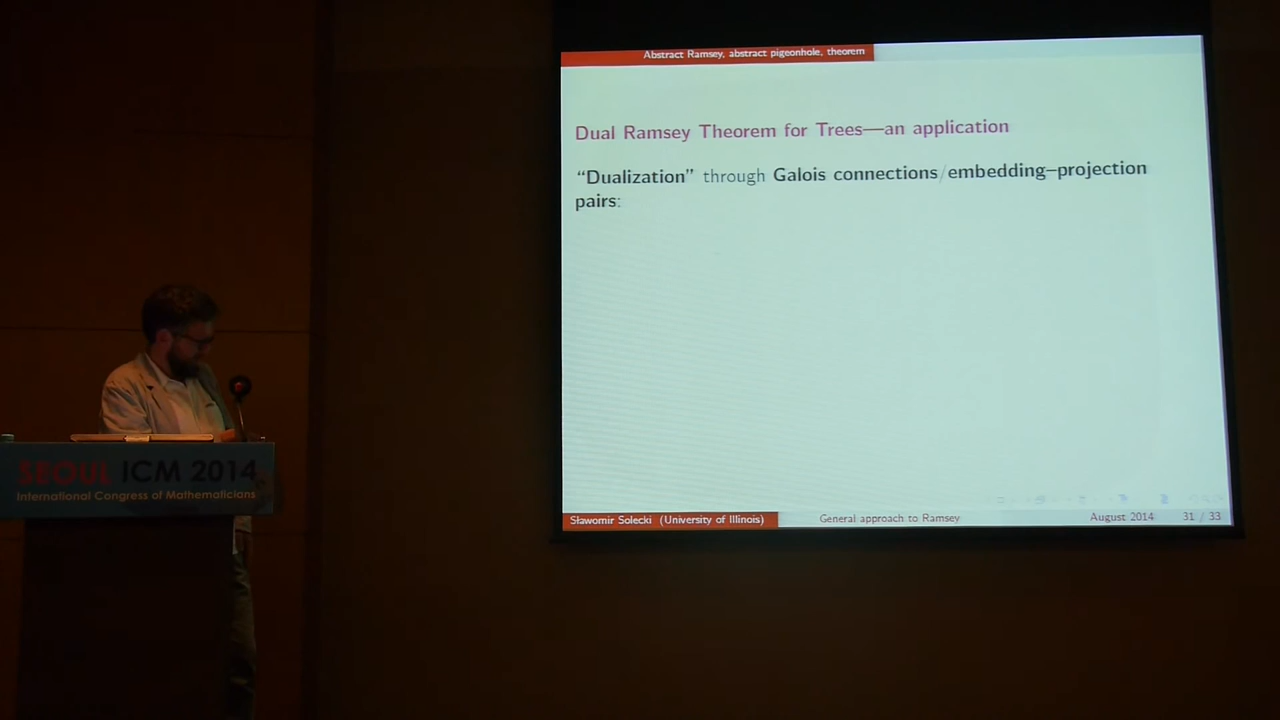 Abstract Ramsey, abstract pigeonhole, theorem
Dual Ramsey Theorem for Trees—an application
“Dualization” through Galois connections/embedding–projection
pairs:
Sławomir Solecki (University of Illinois) General approach to Ramsey August 2014 31 / 33
SEOUL ICM 2014
International Congress of Mathematicians